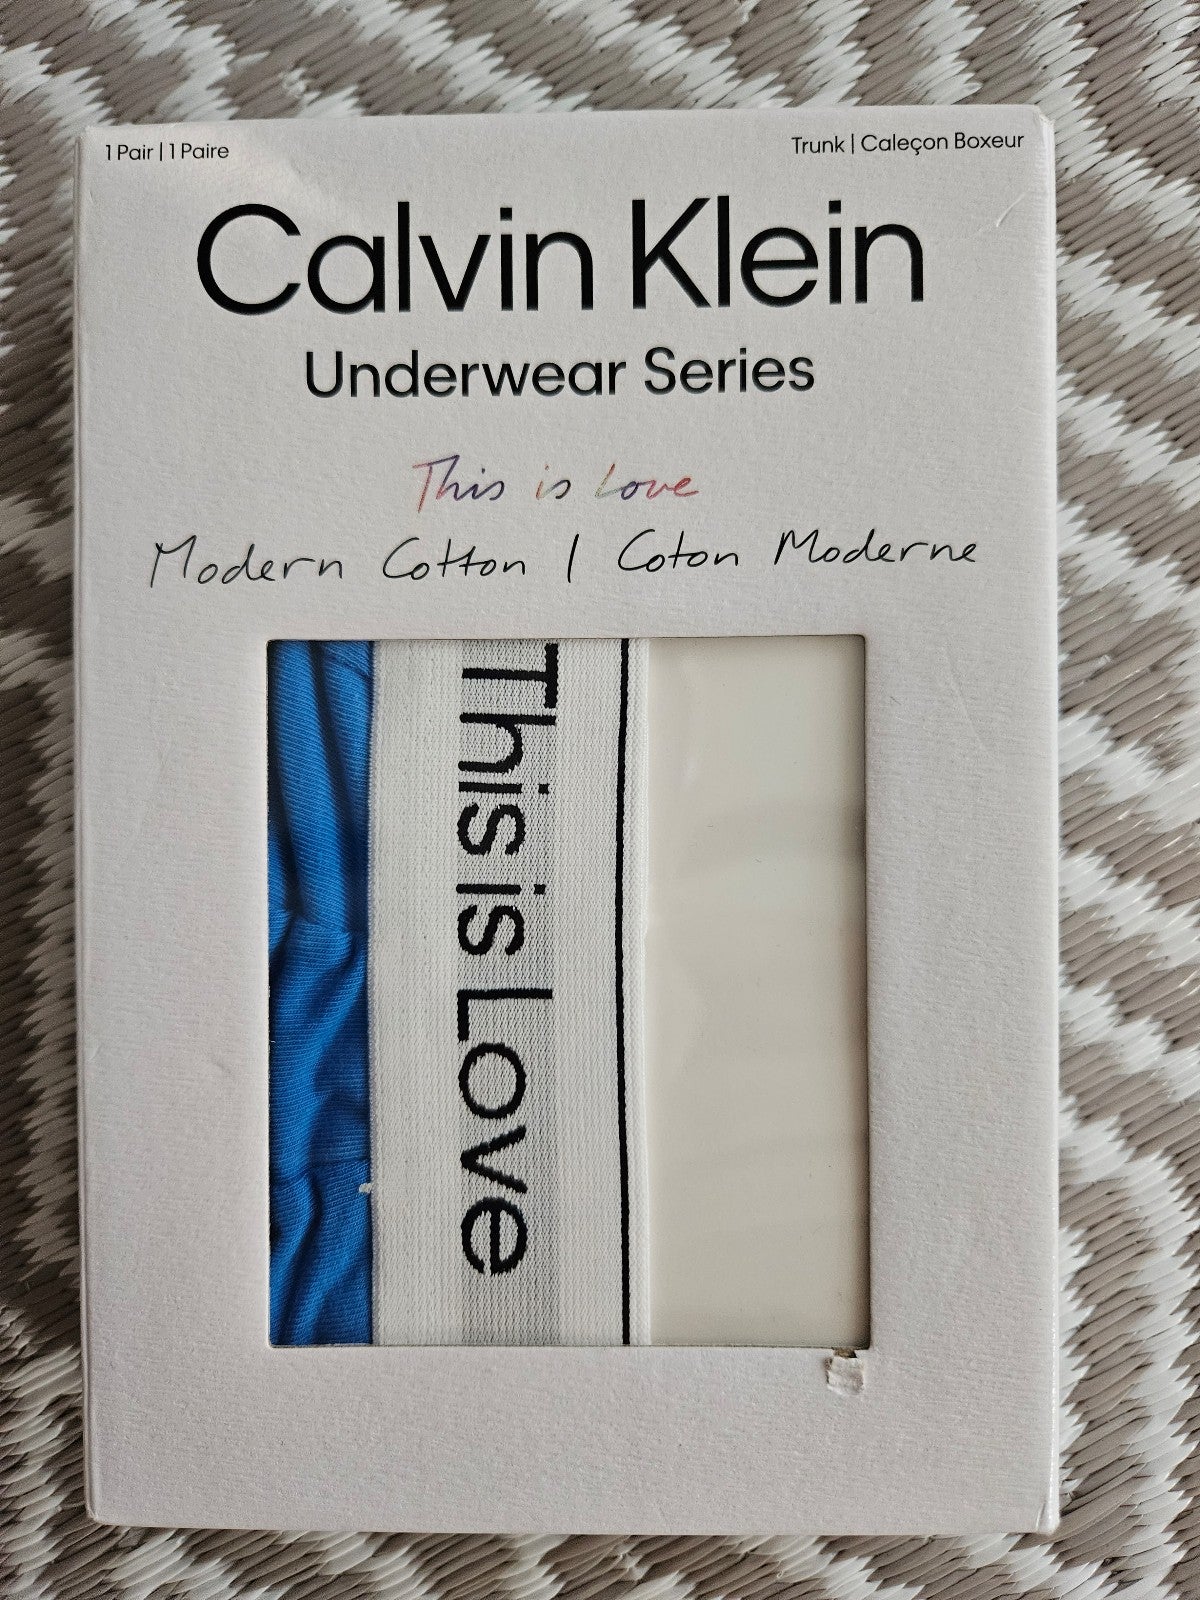 1 Pair | 1 Paire
Trunk | Caleçon Boxeur
Calvin Klein
Underwear Series
This is Love
Modern Cotton / Coton Moderne
This is Love